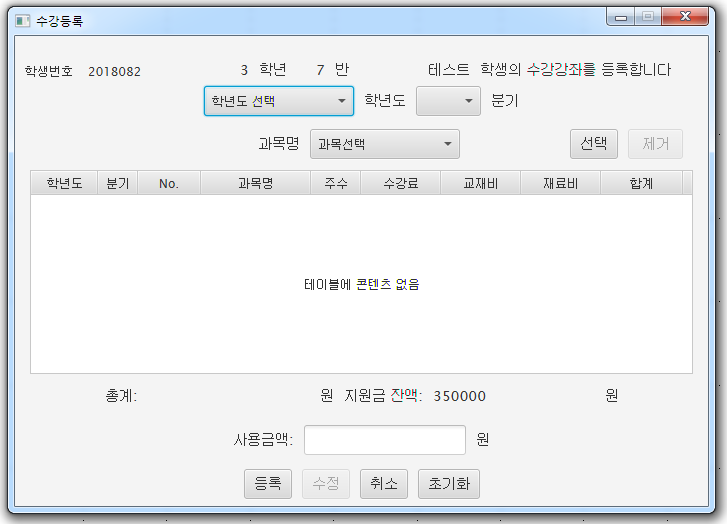 수강등록
학생번호 2018082 3 학년 7 반 테스트 학생의 수강강좌를 등록합니다
학년도 선택 학년도 분기
과목명 과목선택 선택 제거
학년도 분기 No. 과목명 주수 수강료 교재비 재료비 합계
테이블에 콘텐츠 없음
총계: 원 지원금 잔액: 350000 원
사용금액: 원
등록 수정 취소 초기화